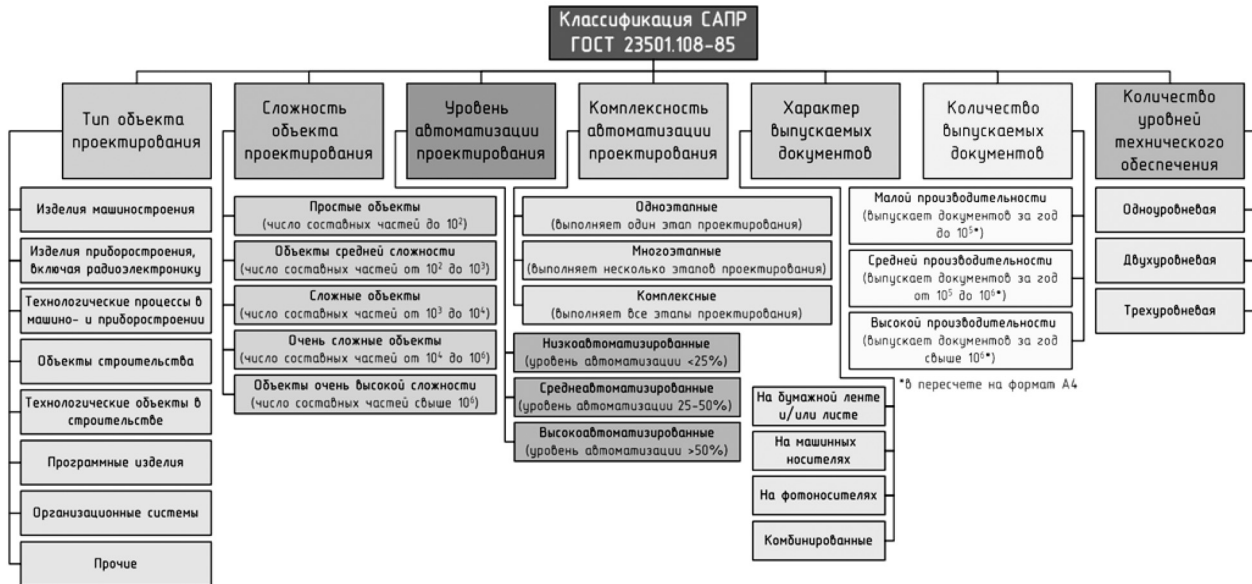 Классификация САПР
ГОСТ 23501.108-85
Тип объекта
проектирования
Изделия машиностроения
Изделия приборостроения,
включая радиоэлектронику
Технологические процессы в
машино- и приборостроении
Объекты строительства
Технологические объекты в
строительстве
Программные изделия
Организационные системы
Прочие
Сложность
объекта
проектирования
Простые объекты
(число составных частей до 10²)
Объекты средней сложности
(число составных частей от 10² до 10³)
Сложные объекты
(число составных частей от 10³ до 10⁴)
Очень сложные объекты
(число составных частей от 10⁴ до 10⁶)
Объекты очень высокой сложности
(число составных частей свыше 10⁶)
Уровень
автоматизации
проектирования
Низкоавтоматизированные
(уровень автоматизации <25%)
Среднеавтоматизированные
(уровень автоматизации 25-50%)
Высокоавтоматизированные
(уровень автоматизации >50%)
Комплексность
автоматизации
проектирования
Одноэтапные
(выполняет один этап проектирования)
Многоэтапные
(выполняет несколько этапов проектирования)
Комплексные
(выполняет все этапы проектирования)
Характер
выпускаемых
документов
На бумажной ленте
и/или листе
На машинных
носителях
На фотоносителях
Комбинированные
Количество
выпускаемых
документов
Малой производительности
(выпускает документов за год
до 10⁵*)
Средней производительности
(выпускает документов за год
от 10⁵ до 10⁶*)
Высокой производительности
(выпускает документов за год
свыше 10⁶*)
*в пересчете на формат А4
Количество
уровней
технического
обеспечения
Одноуровневая
Двухуровневая
Трехуровневая